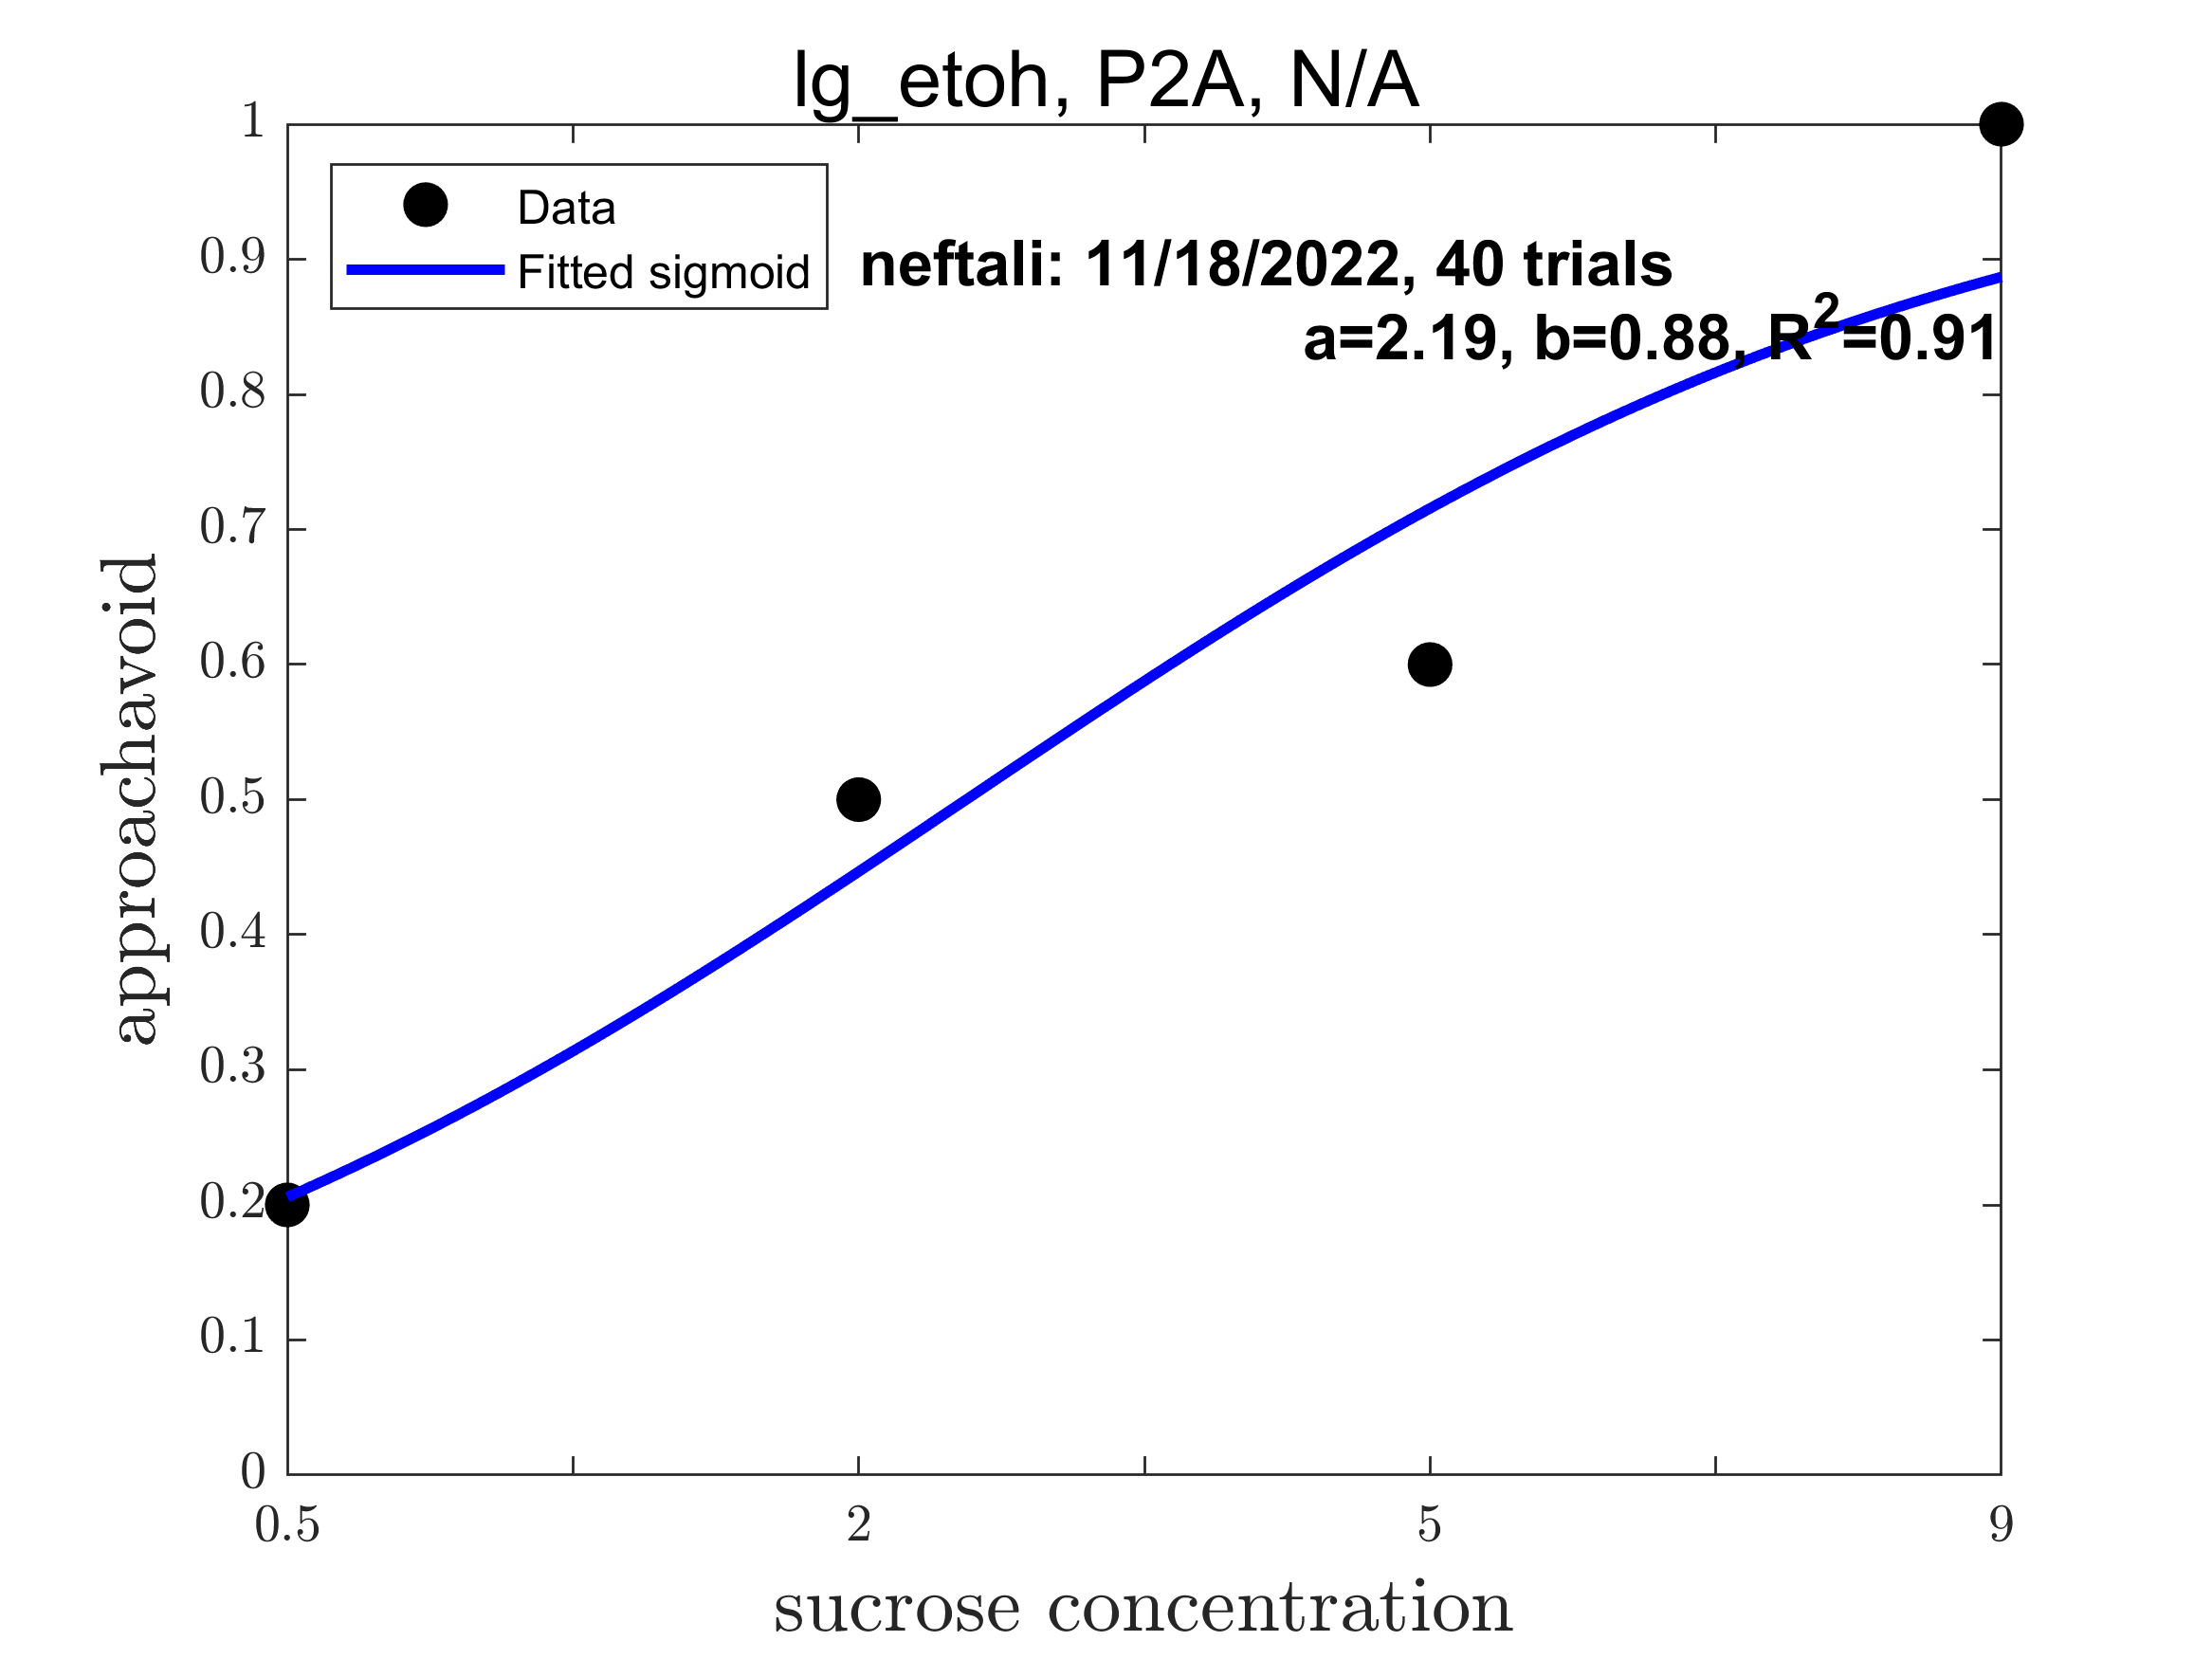 lg_etoh, P2A, N/A
Data
Fitted sigmoid
neftali: 11/18/2022, 40 trials
a=2.19, b=0.88, R²=0.91
approachavoid
1
0.9
0.8
0.7
0.6
0.5
0.4
0.3
0.2
0.1
0
0.5 2 5 9
sucrose concentration